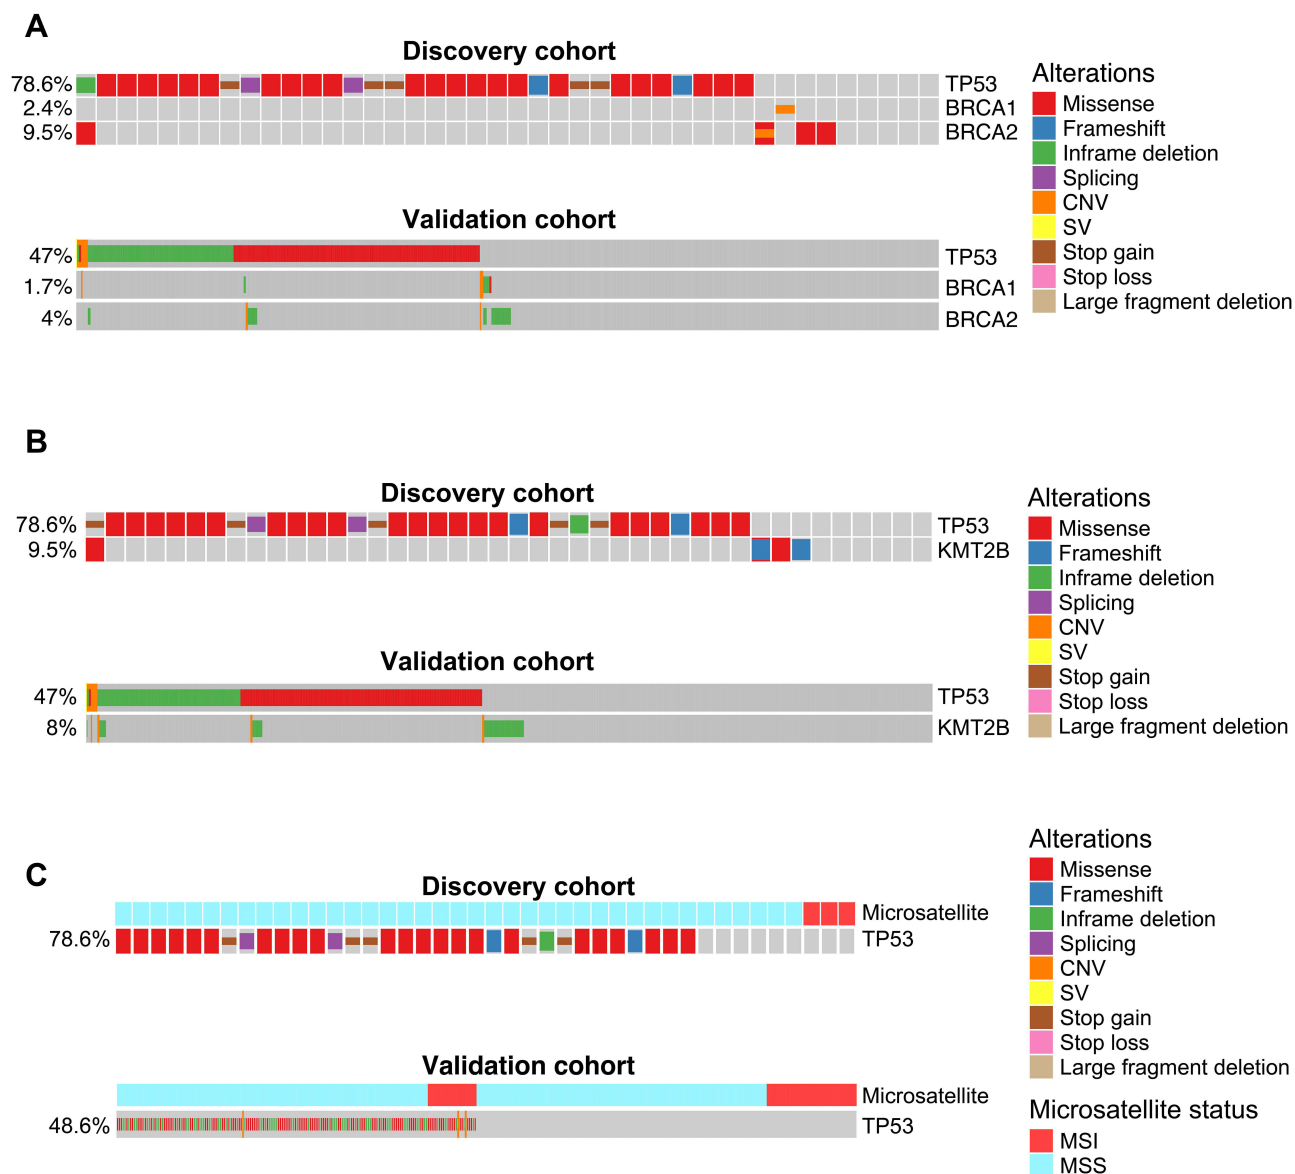 A
Discovery cohort
78.6% TP53
2.4% BRCA1
9.5% BRCA2
Validation cohort
47% TP53
1.7% BRCA1
4% BRCA2
Alterations
Missense
Frameshift
Inframe deletion
Splicing
CNV
SV
Stop gain
Stop loss
Large fragment deletion
B
Discovery cohort
78.6% TP53
9.5% KMT2B
Validation cohort
47% TP53
8% KMT2B
Alterations
Missense
Frameshift
Inframe deletion
Splicing
CNV
SV
Stop gain
Stop loss
Large fragment deletion
C
Discovery cohort
Microsatellite
78.6% TP53
Validation cohort
Microsatellite
48.6% TP53
Alterations
Missense
Frameshift
Inframe deletion
Splicing
CNV
SV
Stop gain
Stop loss
Large fragment deletion
Microsatellite status
MSI
MSS